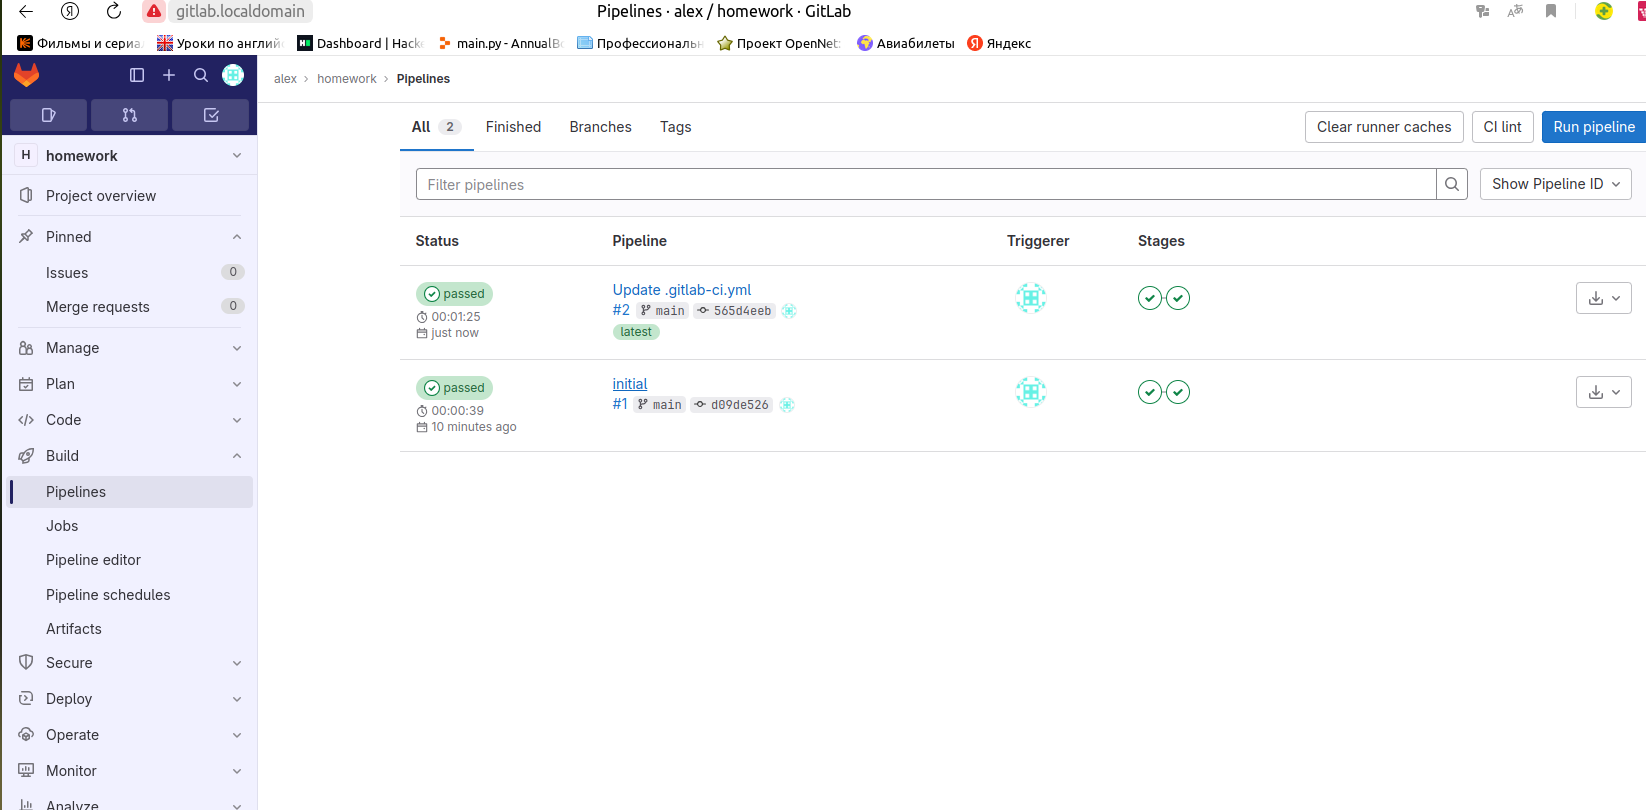 gitlab.localdomain
Pipelines · alex / homework · GitLab
Фильмы и сериа
Уроки по англий
Dashboard | Hacke
main.py - AnnualBo
Профессиональн
Проект OpenNet:
Авиабилеты
Яндекс
alex › homework › Pipelines
H homework
Project overview
Pinned
Issues 0
Merge requests 0
Manage
Plan
Code
Build
Pipelines
Jobs
Pipeline editor
Pipeline schedules
Artifacts
Secure
Deploy
Operate
Monitor
Analyze
All 2 Finished Branches Tags
Clear runner caches CI lint Run pipeline
Filter pipelines
Show Pipeline ID
Status Pipeline Triggerer Stages
passed
00:01:25
just now
Update .gitlab-ci.yml
#2 main 565d4eeb
latest
passed
00:00:39
10 minutes ago
initial
#1 main d09de526